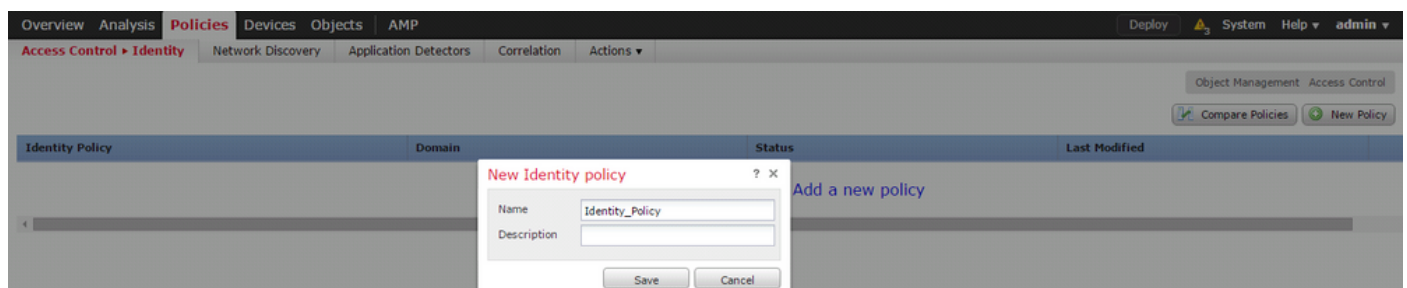 Overview Analysis Policies Devices Objects AMP Deploy 3 System Help admin
Access Control ▸ Identity Network Discovery Application Detectors Correlation Actions
Object Management Access Control
Compare Policies New Policy
Identity Policy Domain Status Last Modified
New Identity policy ? ×
Add a new policy
Name Identity_Policy
Description
Save Cancel